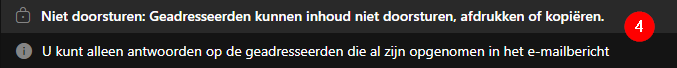 Niet doorsturen: Geadresseerden kunnen inhoud niet doorsturen, afdrukken of kopiëren.
4
U kunt alleen antwoorden op de geadresseerden die al zijn opgenomen in het e-mailbericht